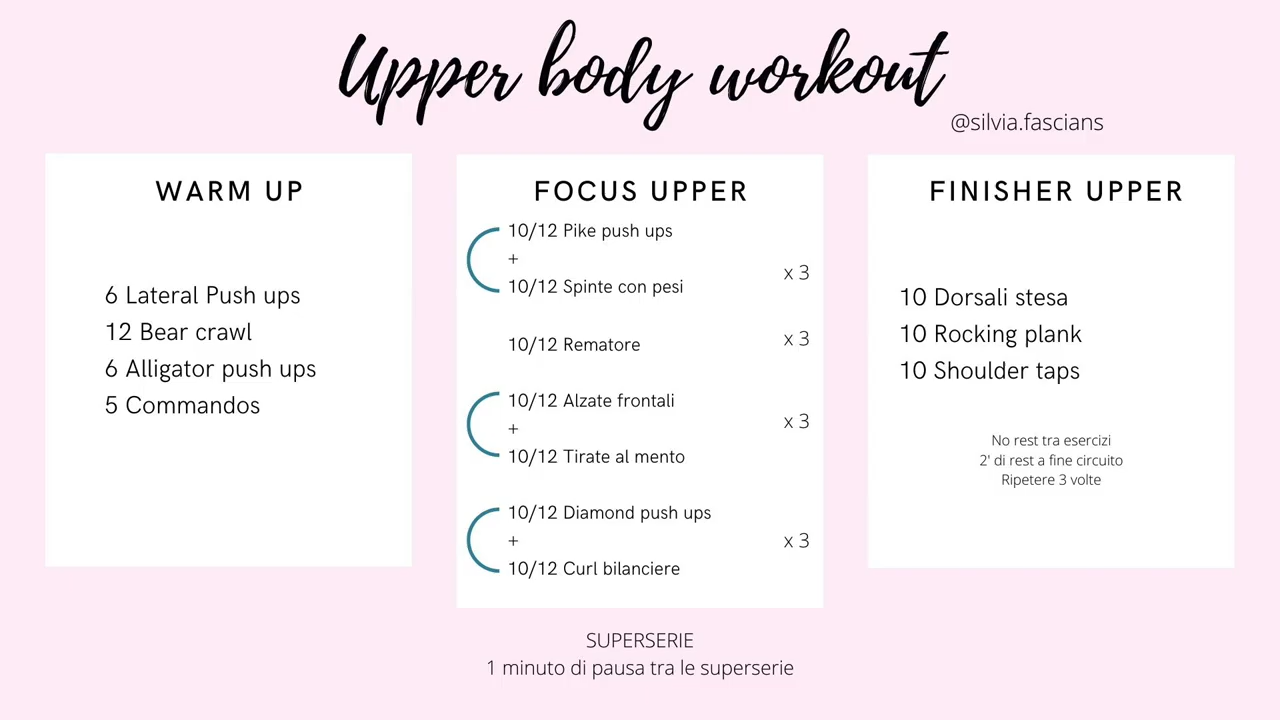 Upper body workout
@silvia.fascians
WARM UP
6 Lateral Push ups
12 Bear crawl
6 Alligator push ups
5 Commandos
FOCUS UPPER
10/12 Pike push ups
+
10/12 Spinte con pesi
x 3
10/12 Rematore
x 3
10/12 Alzate frontali
+
10/12 Tirate al mento
x 3
10/12 Diamond push ups
+
10/12 Curl bilanciere
x 3
SUPERSERIE
1 minuto di pausa tra le superserie
FINISHER UPPER
10 Dorsali stesa
10 Rocking plank
10 Shoulder taps
No rest tra esercizi
2' di rest a fine circuito
Ripetere 3 volte